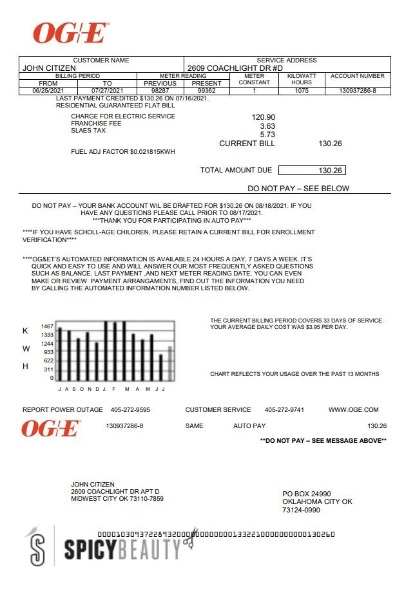 OG/E
CUSTOMER NAME SERVICE ADDRESS
JOHN CITIZEN 2609 COACHLIGHT DR #D
BILLING PERIOD METER READING METER KILOWATT ACCOUNT NUMBER
FROM TO PREVIOUS PRESENT CONSTANT HOURS
06/25/2021 07/27/2021 98287 99362 1 1075 130937286-8
LAST PAYMENT CREDITED $130.26 ON 07/16/2021.
RESIDENTIAL GUARANTEED FLAT BILL
CHARGE FOR ELECTRIC SERVICE 120.90
FRANCHISE FEE 3.63
SLAES TAX 5.73
CURRENT BILL 130.26
FUEL ADJ FACTOR $0.021815KWH
TOTAL AMOUNT DUE 130.26
DO NOT PAY – SEE BELOW
DO NOT PAY – YOUR BANK ACCOUNT WIL BE DRAFTED FOR $130.26 ON 08/18/2021. IF YOU
HAVE ANY QUESTIONS PLEASE CALL PRIOR TO 08/17/2021.
***THANK YOU FOR PARTICIPATING IN AUTO PAY***
****IF YOU HAVE SCHOLL-AGE CHILDREN, PLEASE RETAIN A CURRENT BILL FOR ENROLLMENT
VERIFICATION****
****OG&ET'S AUTOMATED INFORMATION IS AVAILABLE 24 HOURS A DAY, 7 DAYS A WEEK. IT'S
QUICK AND EASY TO USE AND WILL ANSWER OUR MOST FREQUENTLY ASKED QUESTIONS
SUCH AS BALANCE. LAST PAYMENT ,AND NEXT METER READING DATE. YOU CAN EVEN
MAKE OR REVIEW PAYMENT ARRANGAMENTS, FIND OUT THE INFORMATION YOU NEED
BY CALLING THE AUTOMATED INFORMATION NUMBER LISTED BELOW.
THE CURRENT BILLING PERIOD COVERS 33 DAYS OF SERVICE.
YOUR AVERAGE DAILY COST WAS $3.95 PER DAY.
K W H
1467
1333
1244
933
622
311
0
J A S O N D J F M A M J J
CHART REFLECTS YOUR USAGE OVER THE PAST 13 MONTHS
REPORT POWER OUTAGE 405-272-9595 CUSTOMER SERVICE 405-272-9741 WWW.OGE.COM
OG/E 130937286-8 SAME AUTO PAY 130.26
**DO NOT PAY – SEE MESSAGE ABOVE**
JOHN CITIZEN
2609 COACHLIGHT DR APT D
MIDWEST CITY OK 73110-7859
PO BOX 24990
OKLAHOMA CITY OK
73124-0990
SPICYBEAUTY